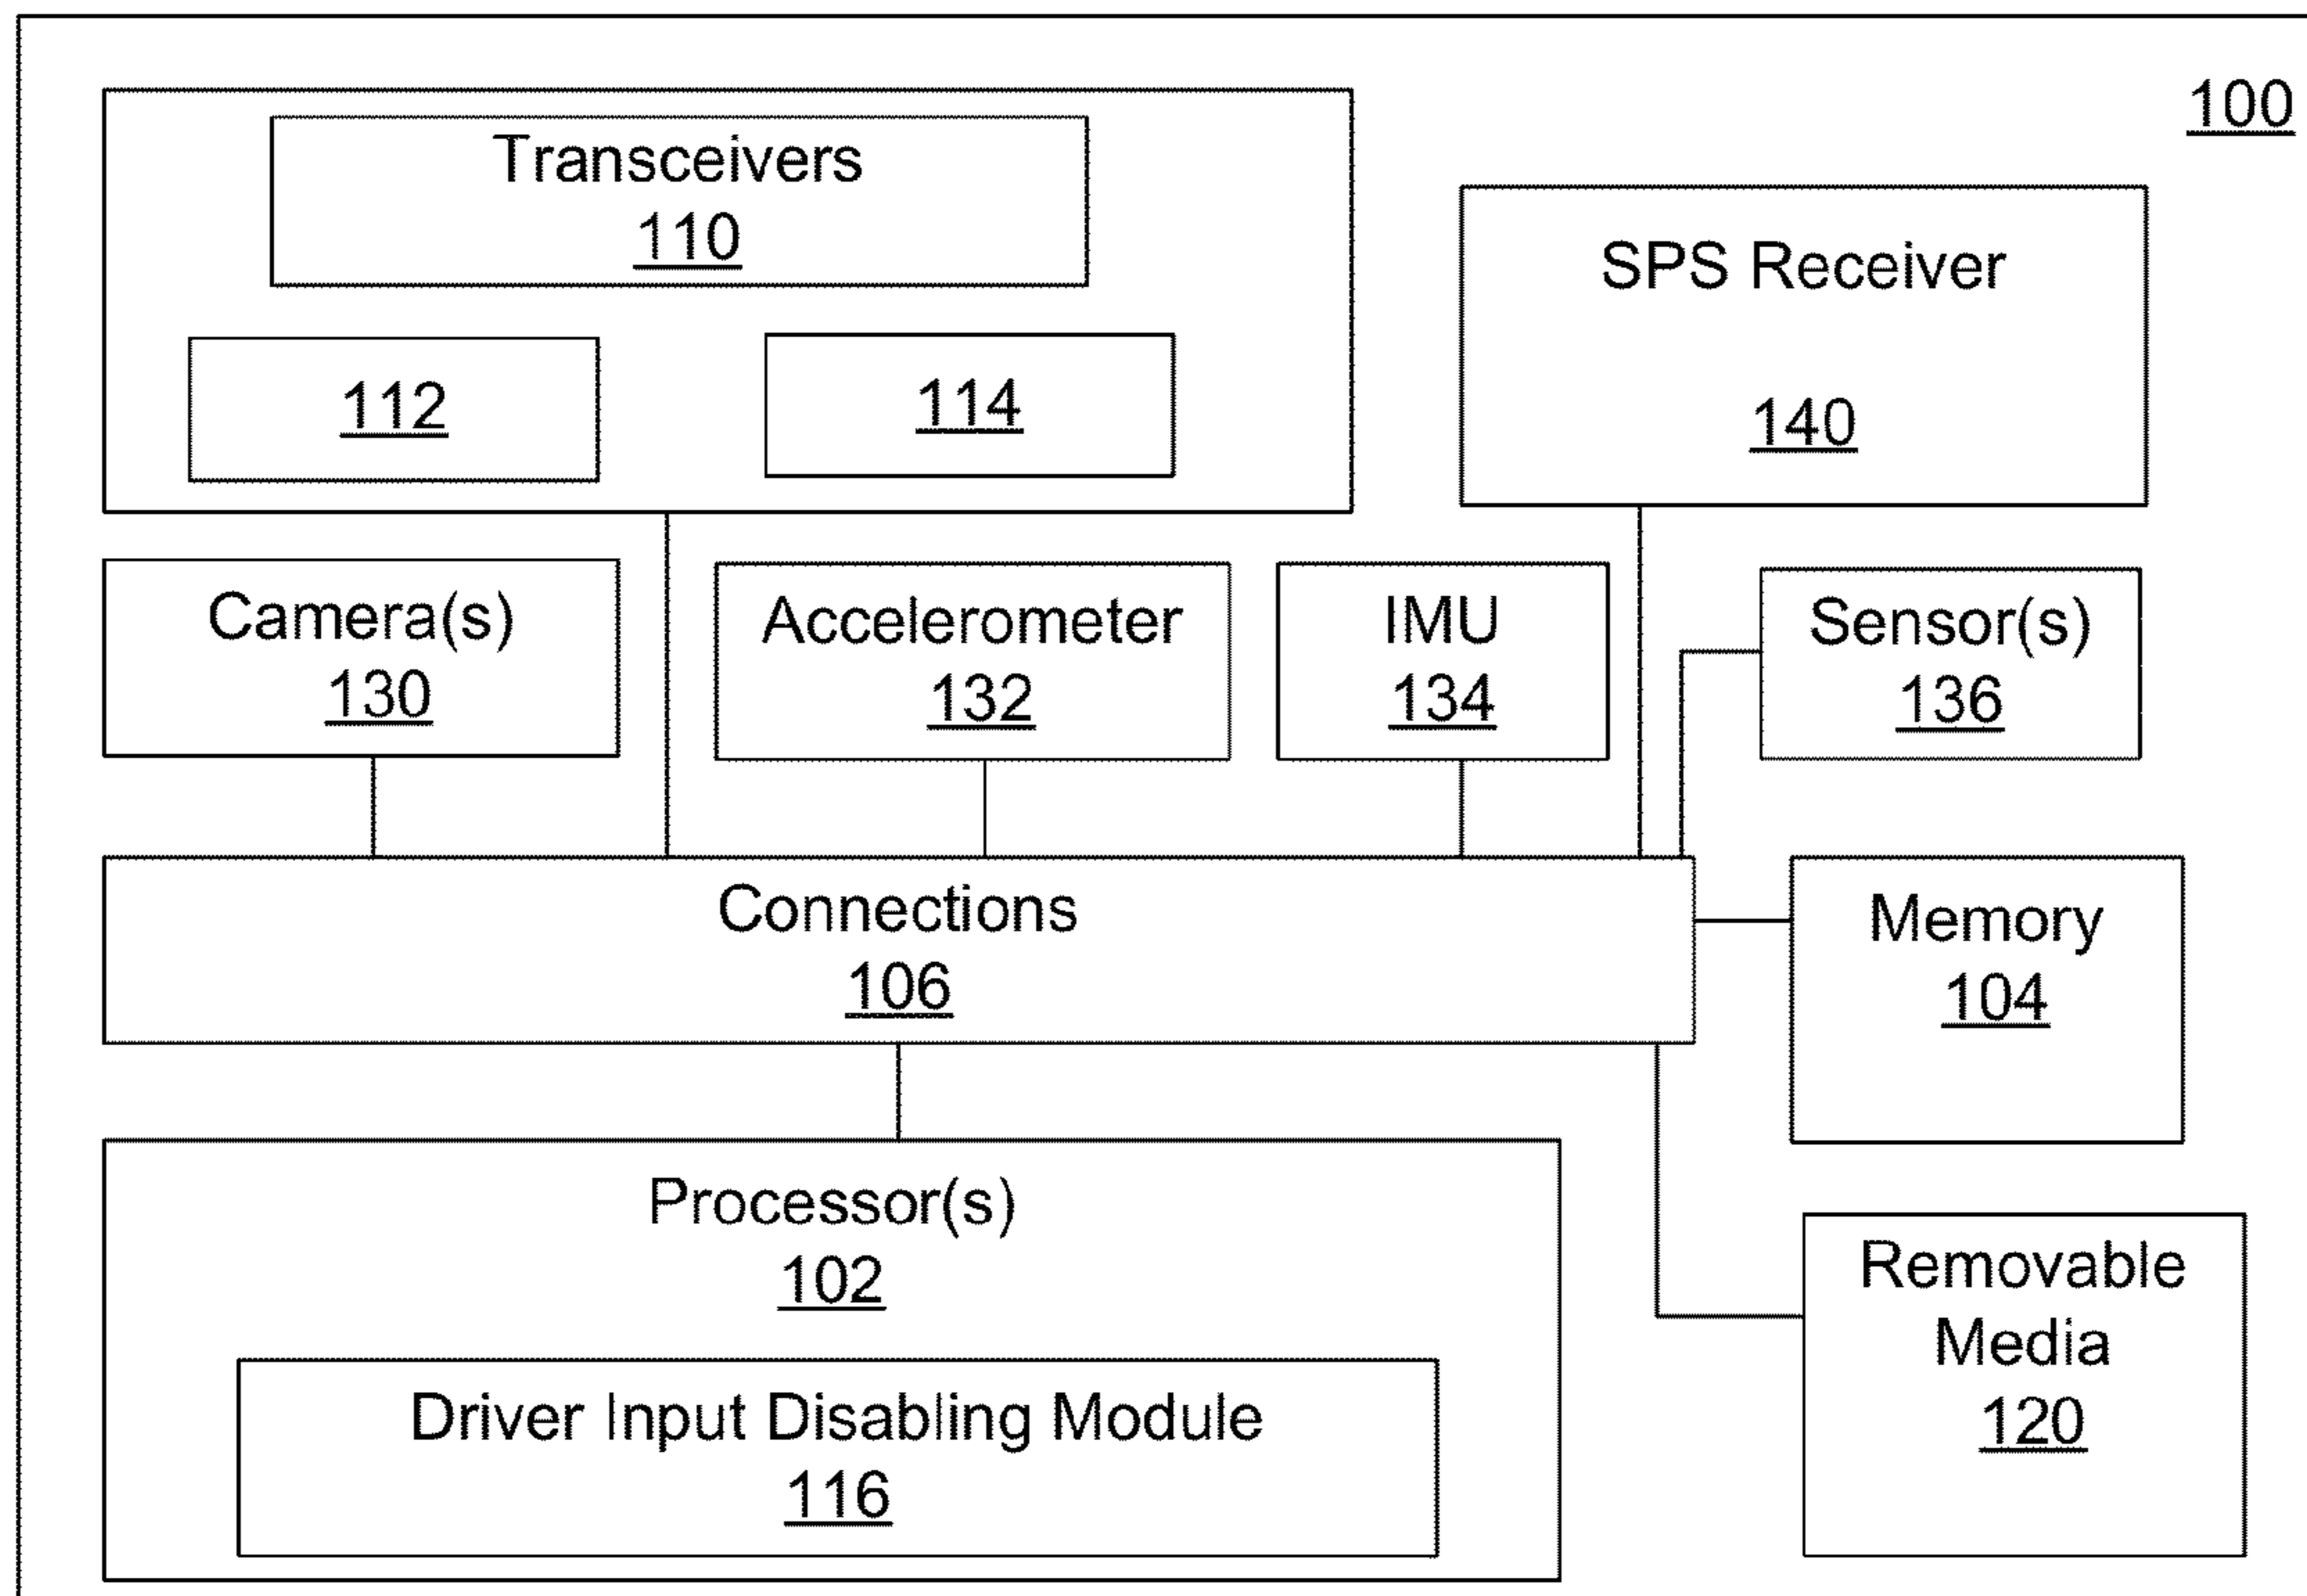 100
Transceivers
110
112
114
SPS Receiver
140
Camera(s)
130
Accelerometer
132
IMU
134
Sensor(s)
136
Connections
106
Memory
104
Processor(s)
102
Driver Input Disabling Module
116
Removable
Media
120